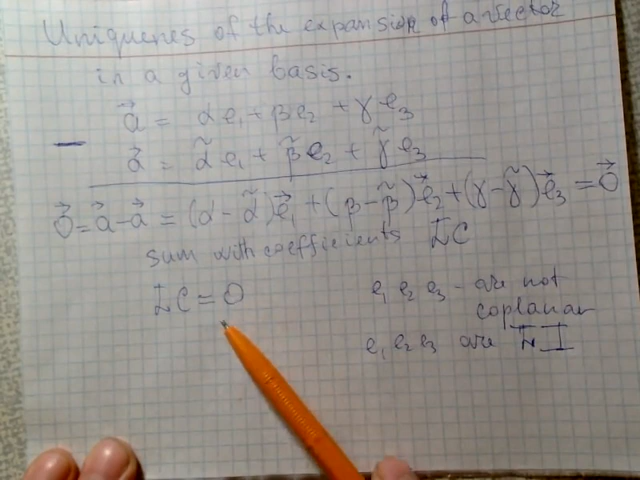 Uniquenes of the expansion of a vector
in a given basis.
a⃗ = αe₁ + βe₂ + γe₃
−
a⃗ = α̃e₁ + β̃e₂ + γ̃e₃
0⃗ = a⃗ - a⃗ = (α - α̃)e⃗₁ + (β - β̃)e⃗₂ + (γ - γ̃)e⃗₃ = 0⃗
sum with coefficients LC
LC = 0
e₁ e₂ e₃ - are not
coplanar
e₁ e₂ e₃ are LI